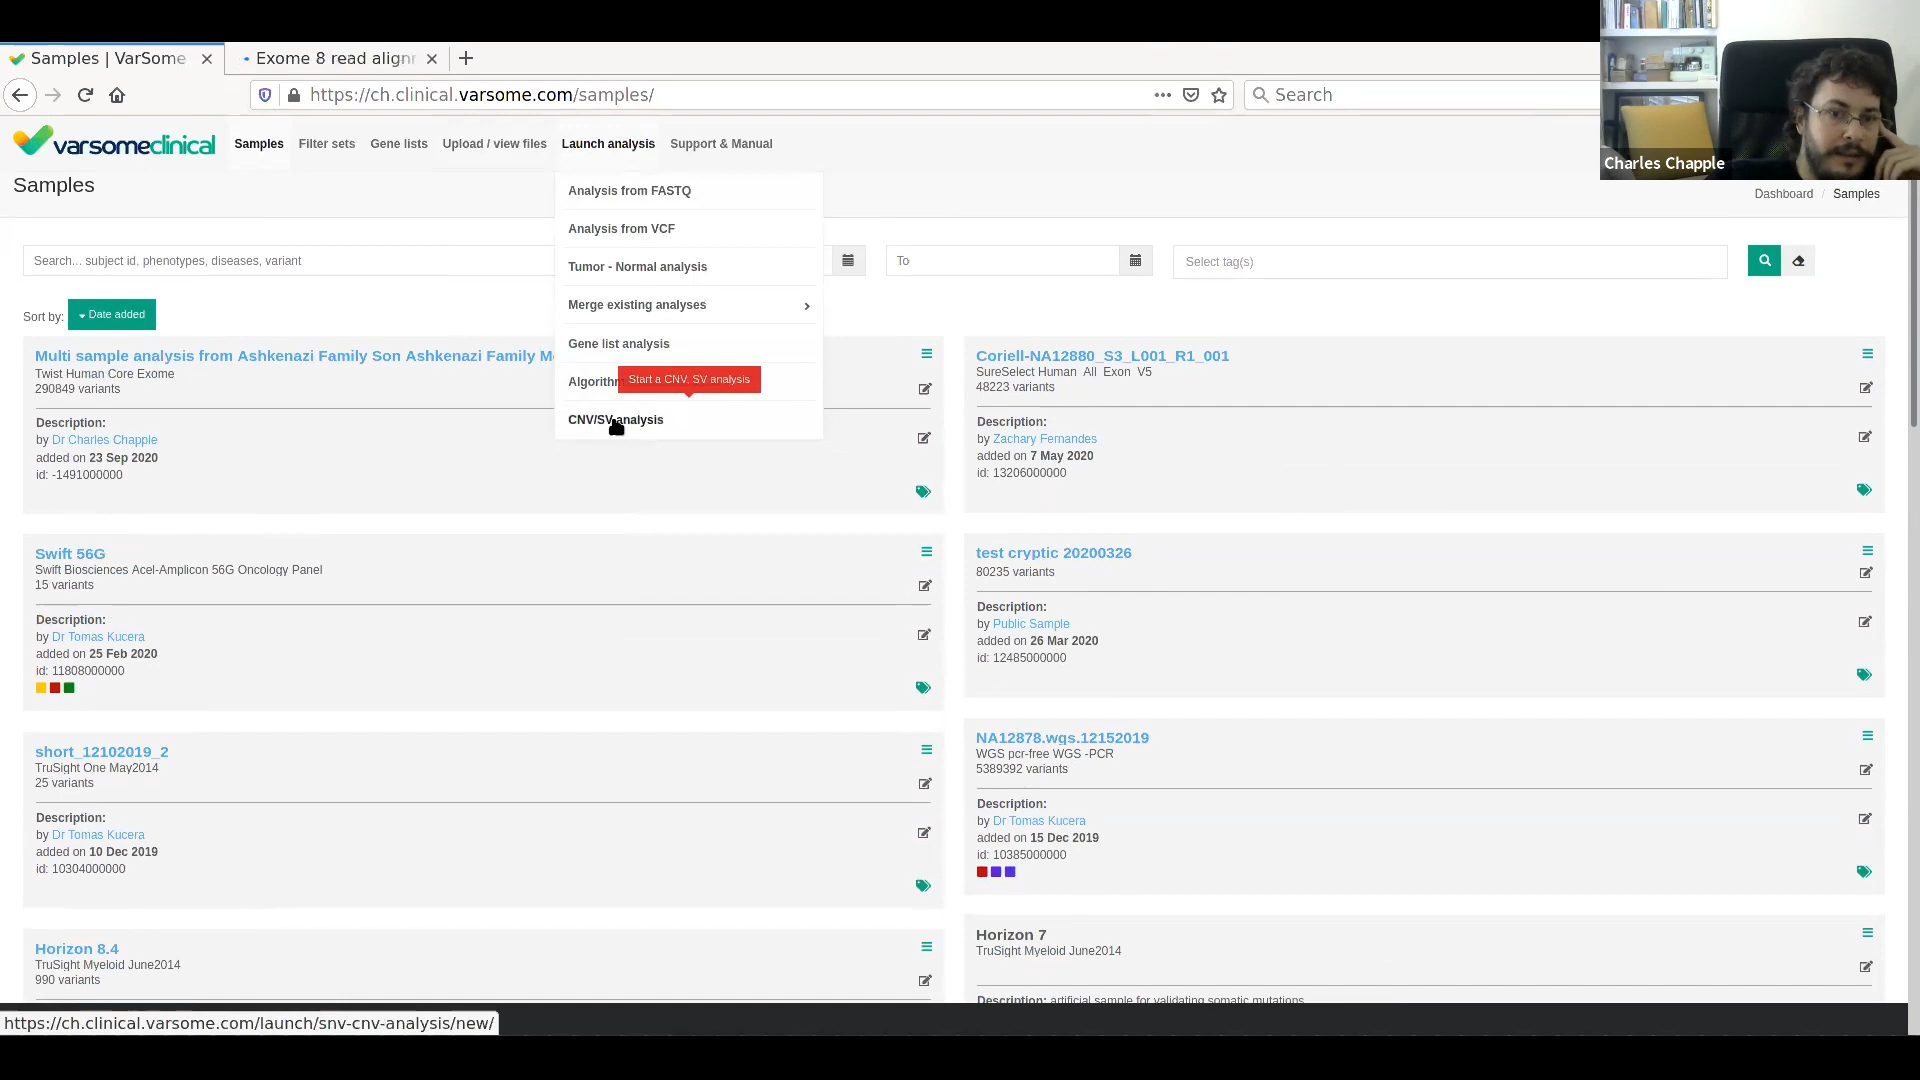 Samples | VarSome
Exome 8 read alignm
https://ch.clinical.varsome.com/samples/
Search
varsomeclinical
Samples
Filter sets
Gene lists
Upload / view files
Launch analysis
Support & Manual
Charles Chapple
Samples
Dashboard / Samples
Analysis from FASTQ
Analysis from VCF
Tumor - Normal analysis
Merge existing analyses
Gene list analysis
Algorithm
Start a CNV, SV analysis
CNV/SV analysis
Search... subject id, phenotypes, diseases, variant
To
Select tag(s)
Sort by:
Date added
Multi sample analysis from Ashkenazi Family Son Ashkenazi Family Mo
Twist Human Core Exome
290849 variants
Description:
by Dr Charles Chapple
added on 23 Sep 2020
id: -1491000000
Coriell-NA12880_S3_L001_R1_001
SureSelect Human All Exon V5
48223 variants
Description:
by Zachary Fernandes
added on 7 May 2020
id: 13206000000
Swift 56G
Swift Biosciences Acel-Amplicon 56G Oncology Panel
15 variants
Description:
by Dr Tomas Kucera
added on 25 Feb 2020
id: 11808000000
test cryptic 20200326
80235 variants
Description:
by Public Sample
added on 26 Mar 2020
id: 12485000000
short_12102019_2
TruSight One May2014
25 variants
Description:
by Dr Tomas Kucera
added on 10 Dec 2019
id: 10304000000
NA12878.wgs.12152019
WGS pcr-free WGS -PCR
5389392 variants
Description:
by Dr Tomas Kucera
added on 15 Dec 2019
id: 10385000000
Horizon 8.4
TruSight Myeloid June2014
990 variants
Horizon 7
TruSight Myeloid June2014
Description: artificial sample for validating somatic mutations
https://ch.clinical.varsome.com/launch/snv-cnv-analysis/new/